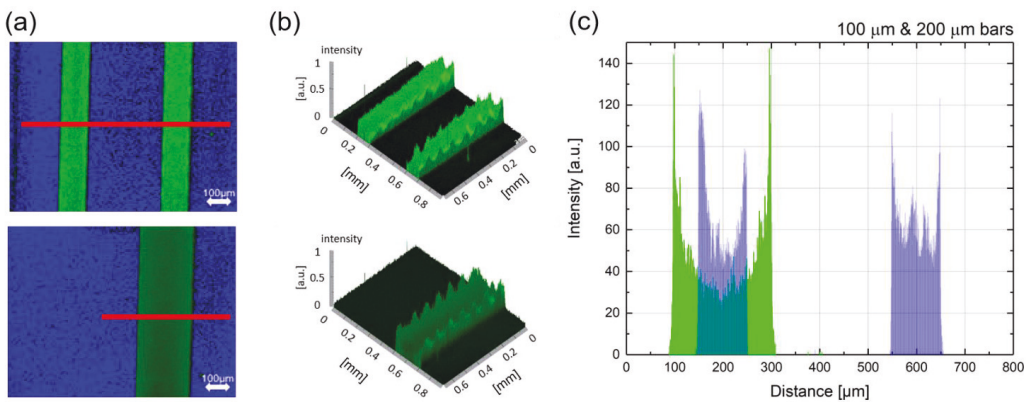 (a)
100µm
100µm
(b)
intensity
1
0.5
0
[a.u.]
0
0.2
0.4
0.6
0.8
[mm]
0
0.2
0.4
0.6
[mm]
intensity
1
0.5
0
[a.u.]
0
0.2
0.4
0.6
0.8
[mm]
0
0.2
0.4
0.6
[mm]
(c)
100 µm & 200 µm bars
Intensity [a.u.]
140
120
100
80
60
40
20
0
0 100 200 300 400 500 600 700 800
Distance [µm]